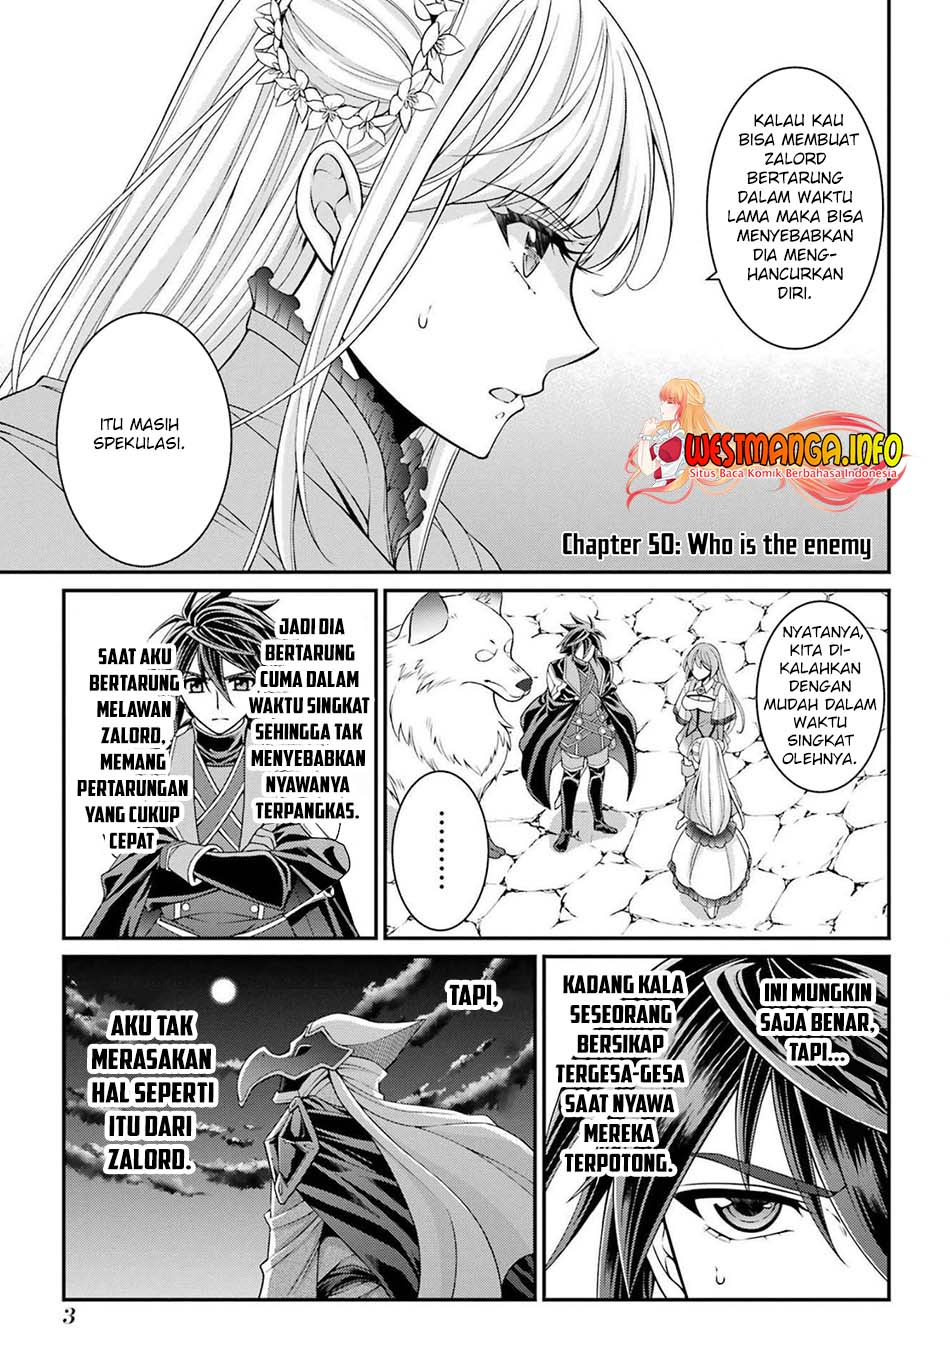 KALAU KAU
BISA MEMBUAT
ZALORD
BERTARUNG
DALAM WAKTU
LAMA MAKA BISA
MENYEBABKAN
DIA MENG-
HANCURKAN
DIRI.
ITU MASIH
SPEKULASI.
WESTMANGA.INFO
Situs Baca Komik Berbahasa Indonesia
Chapter 50: Who is the enemy
NYATANYA,
KITA DI-
KALAHKAN
DENGAN
MUDAH DALAM
WAKTU
SINGKAT
OLEHNYA.
.........
JADI DIA
BERTARUNG
CUMA DALAM
WAKTU SINGKAT
SEHINGGA TAK
MENYEBABKAN
NYAWANYA
TERPANGKAS.
SAAT AKU
BERTARUNG
MELAWAN
ZALORD,
MEMANG
PERTARUNGAN
YANG CUKUP
CEPAT
INI MUNGKIN
SAJA BENAR,
TAPI...
KADANG KALA
SESEORANG
BERSIKAP
TERGESA-GESA
SAAT NYAWA
MEREKA
TERPOTONG.
TAPI,
AKU TAK
MERASAKAN
HAL SEPERTI
ITU DARI
ZALORD.
3